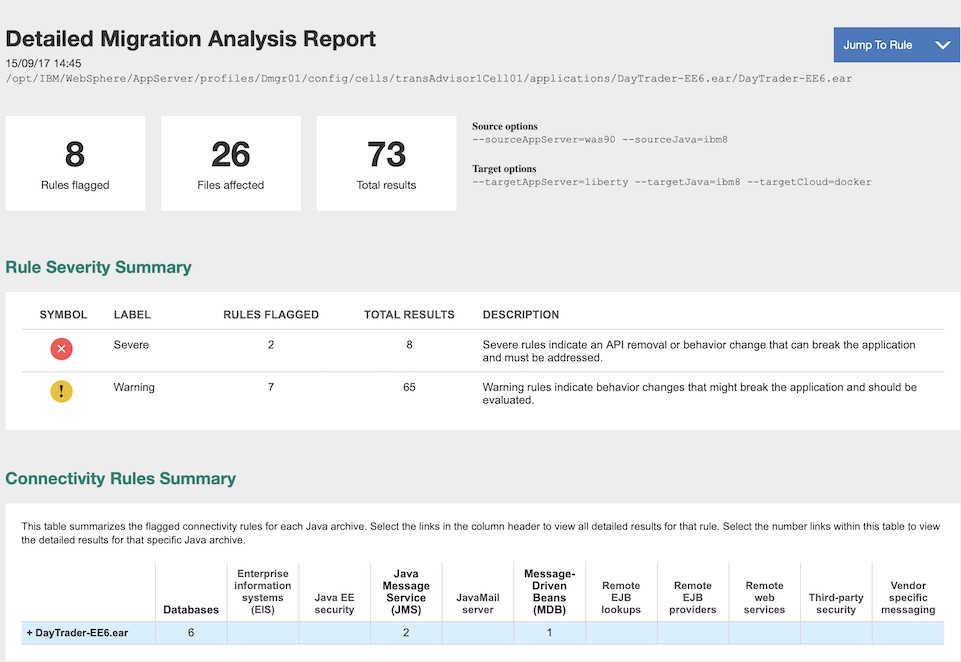 Detailed Migration Analysis Report
Jump To Rule
15/09/17 14:45
/opt/IBM/WebSphere/AppServer/profiles/Dmgr01/config/cells/transAdvisor1Cell01/applications/DayTrader-EE6.ear/DayTrader-EE6.ear
8
Rules flagged
26
Files affected
73
Total results
Source options
--sourceAppServer=was90 --sourceJava=ibm8
Target options
--targetAppServer=liberty --targetJava=ibm8 --targetCloud=docker
Rule Severity Summary
SYMBOL LABEL RULES FLAGGED TOTAL RESULTS DESCRIPTION
Severe 2 8 Severe rules indicate an API removal or behavior change that can break the application
and must be addressed.
! Warning 7 65 Warning rules indicate behavior changes that might break the application and should be
evaluated.
Connectivity Rules Summary
This table summarizes the flagged connectivity rules for each Java archive. Select the links in the column header to view all detailed results for that rule. Select the number links within this table to view
the detailed results for that specific Java archive.
Databases
Enterprise
information
systems
(EIS)
Java EE
security
Java
Message
Service
(JMS)
JavaMail
server
Message-
Driven
Beans
(MDB)
Remote
EJB
lookups
Remote
EJB
providers
Remote
web
services
Third-party
security
Vendor
specific
messaging
+ DayTrader-EE6.ear 6 2 1